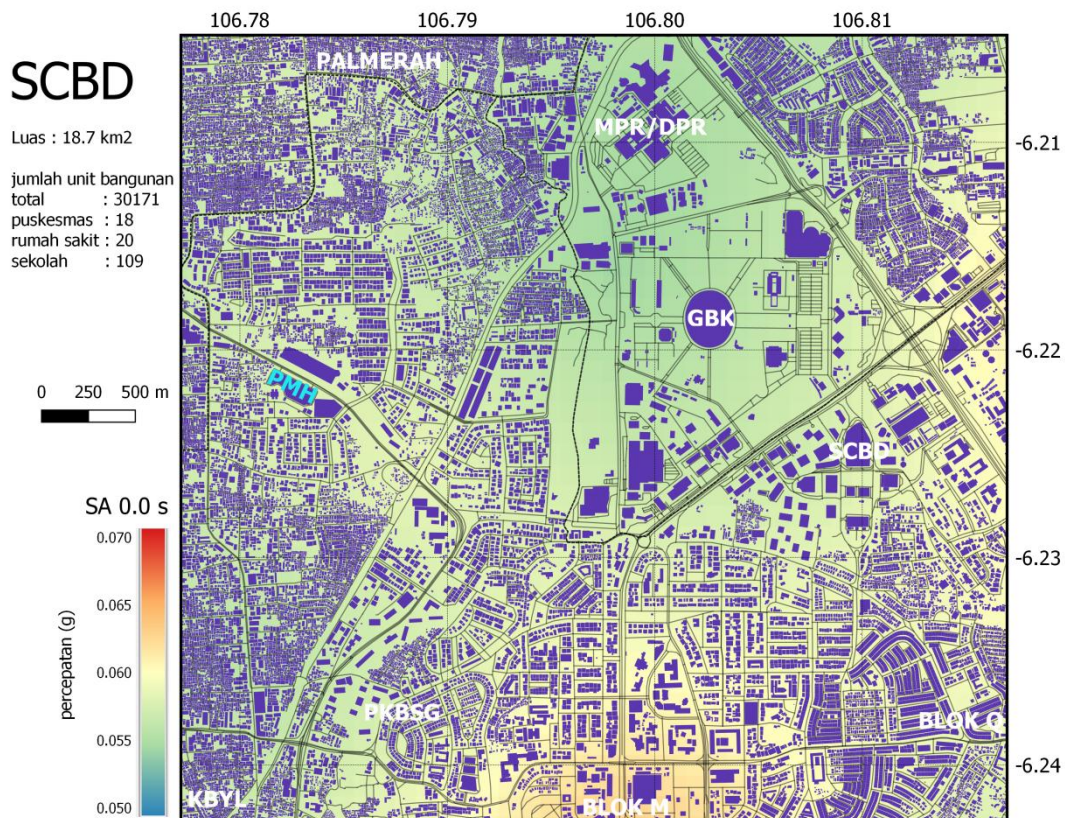 106.78 106.79 106.80 106.81
SCBD
Luas : 18.7 km2
jumlah unit bangunan
total : 30171
puskesmas : 18
rumah sakit : 20
sekolah : 109
0 250 500 m
SA 0.0 s
percepatan (g)
0.070
0.065
0.060
0.055
0.050
PALMERAH
MPR/DPR
GBK
PMH
SCBD
PKBSG
BLOK Q
KBYL
BLOK M
-6.21
-6.22
-6.23
-6.24